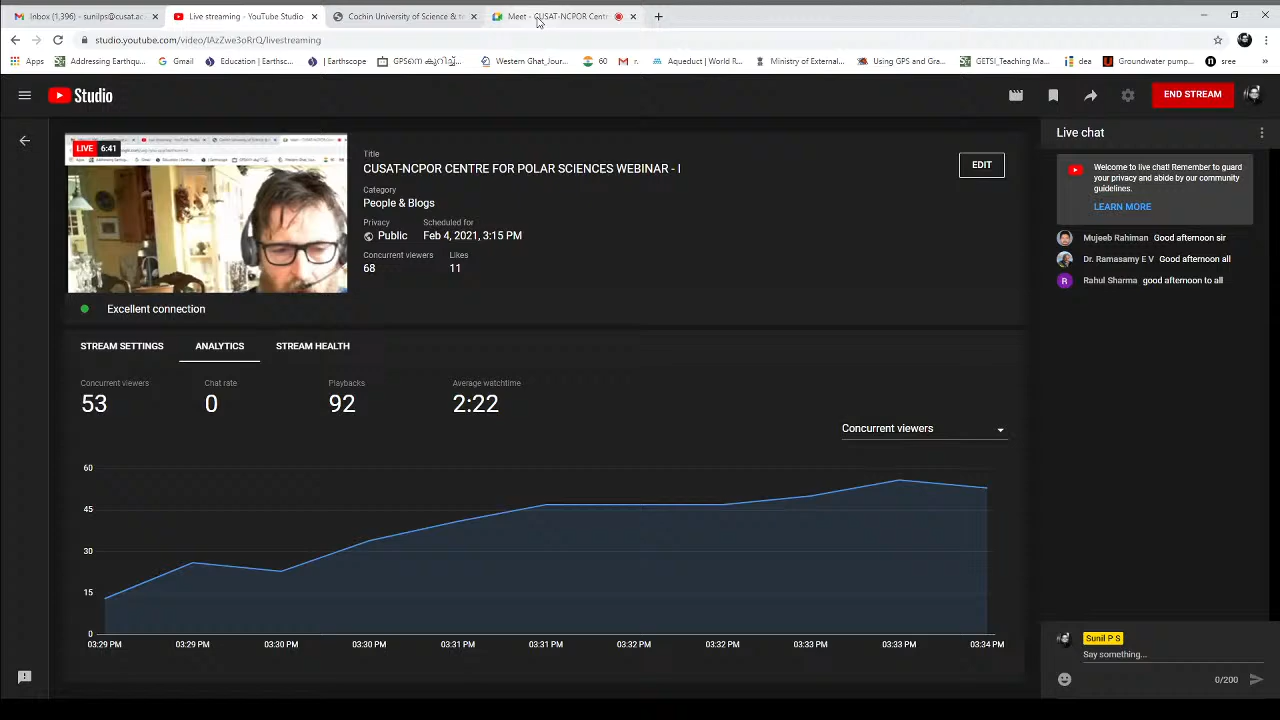 Inbox (1,396) - sunilps@cusat.ac
Live streaming - YouTube Studio
Cochin University of Science & te
Meet - CUSAT-NCPOR Centr
studio.youtube.com/video/lAzZwe3oRrQ/livestreaming
Apps
Addressing Earthqu...
Gmail
Education | Earthsc...
| Earthscope
GPS(ന കുറിച്ച്...
Western Ghat_Jour...
60
r.
Aqueduct | World R...
Ministry of External...
Using GPS and Gra...
GETSI_Teaching Ma...
dea
Groundwater pump...
sree
Studio
END STREAM
LIVE 6:41
Title
CUSAT-NCPOR CENTRE FOR POLAR SCIENCES WEBINAR - I
EDIT
Category
People & Blogs
Privacy
Scheduled for
Public
Feb 4, 2021, 3:15 PM
Concurrent viewers
Likes
68
11
Excellent connection
STREAM SETTINGS
ANALYTICS
STREAM HEALTH
Concurrent viewers
Chat rate
Playbacks
Average watchtime
53
0
92
2:22
Concurrent viewers
60
45
30
15
0
03:29 PM
03:29 PM
03:30 PM
03:30 PM
03:31 PM
03:31 PM
03:32 PM
03:32 PM
03:33 PM
03:33 PM
03:34 PM
Live chat
Welcome to live chat! Remember to guard
your privacy and abide by our community
guidelines.
LEARN MORE
Mujeeb Rahiman Good afternoon sir
Dr. Ramasamy E V Good afternoon all
R
Rahul Sharma good afternoon to all
Sunil P S
Say something...
0/200